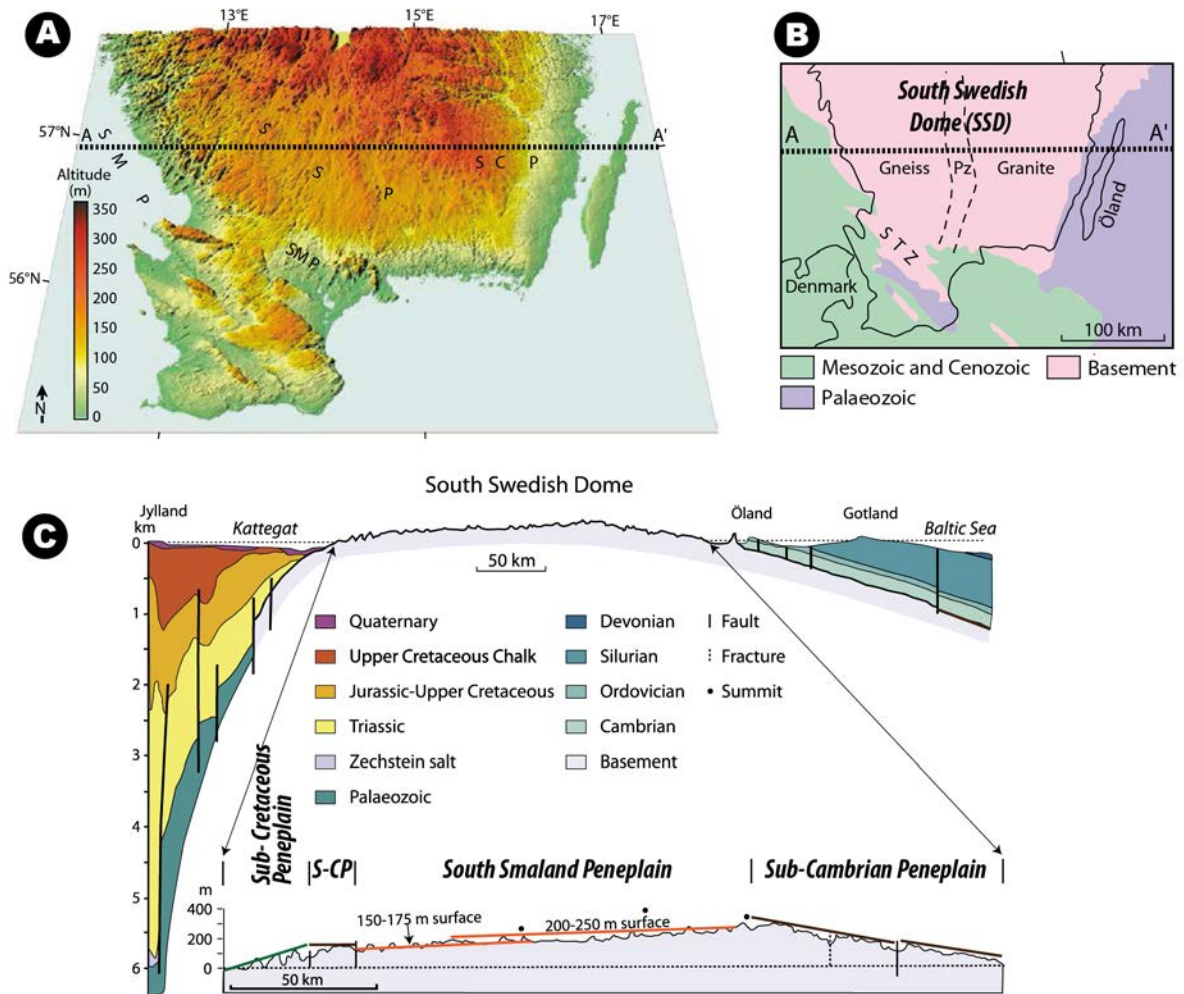 A
13°E
15°E
17°E
57°N
A
A'
S
M
P
S
S
P
S C P
SMP
Altitude
(m)
350
300
250
200
150
100
50
0
56°N
N
B
South Swedish
Dome (SSD)
A
A'
Gneiss
Pz
Granite
Öland
S T Z
Denmark
100 km
Mesozoic and Cenozoic
Basement
Palaeozoic
C
South Swedish Dome
Jylland
km
Kattegat
Öland
Gotland
Baltic Sea
0
1
2
3
4
5
6
50 km
Quaternary
Upper Cretaceous Chalk
Jurassic-Upper Cretaceous
Triassic
Zechstein salt
Palaeozoic
Devonian
Silurian
Ordovician
Cambrian
Basement
Fault
Fracture
Summit
Sub-Cretaceous
Peneplain
S-CP
South Smaland Peneplain
Sub-Cambrian Peneplain
m
400
200
0
150-175 m surface
200-250 m surface
50 km